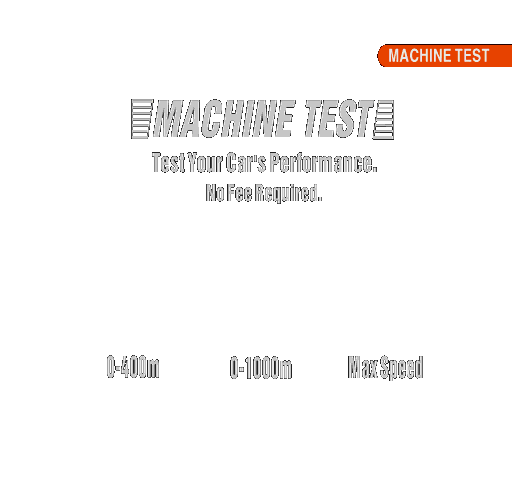 MACHINE TEST
MACHINE TEST
Test Your Car's Performance.
No Fee Required.
0-400m 0-1000m Max Speed